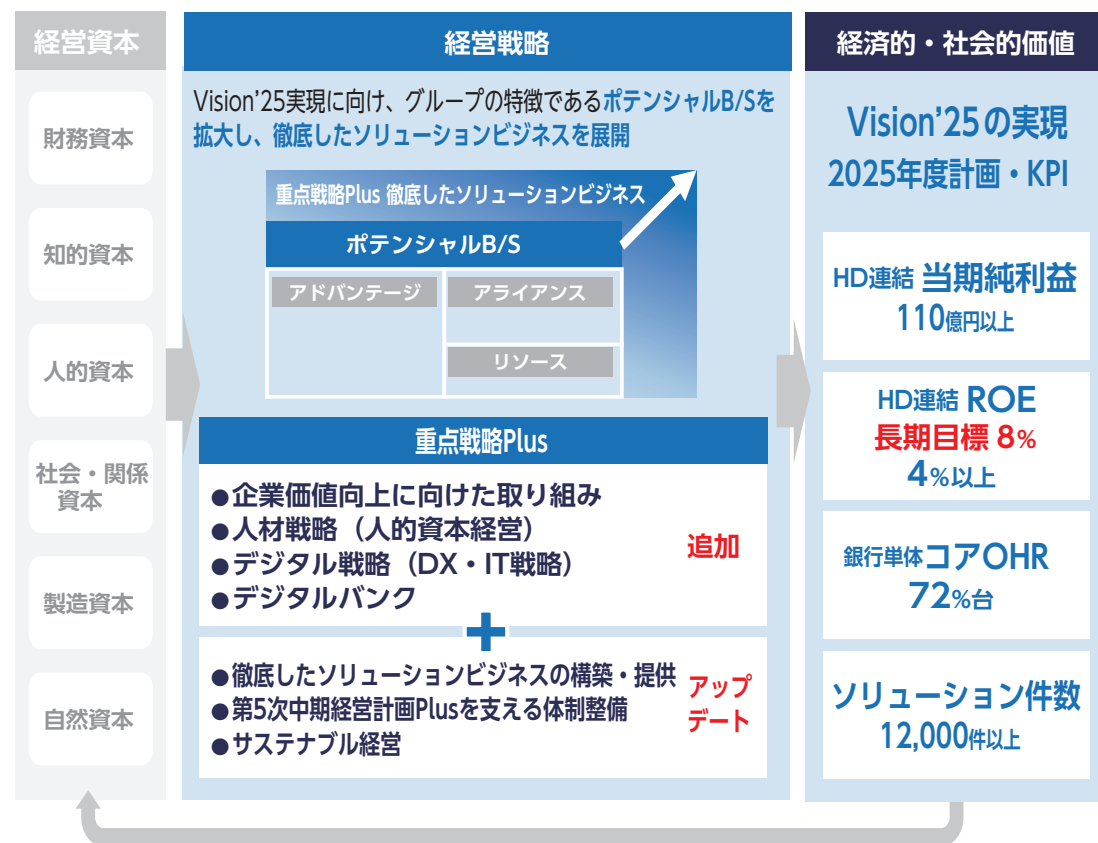 経営資本
財務資本
知的資本
人的資本
社会・関係
資本
製造資本
自然資本
経営戦略
Vision’25実現に向け、グループの特徴であるポテンシャルB/Sを
拡大し、徹底したソリューションビジネスを展開
重点戦略Plus 徹底したソリューションビジネス
ポテンシャルB/S
アドバンテージ
アライアンス
リソース
重点戦略Plus
●企業価値向上に向けた取り組み
●人材戦略（人的資本経営）
●デジタル戦略（DX・IT戦略）
●デジタルバンク
追加
+
●徹底したソリューションビジネスの構築・提供
●第5次中期経営計画Plusを支える体制整備
●サステナブル経営
アップ
デート
経済的・社会的価値
Vision’25の実現
2025年度計画・KPI
HD連結 当期純利益
110億円以上
HD連結 ROE
長期目標 8%
4%以上
銀行単体コアOHR
72%台
ソリューション件数
12,000件以上